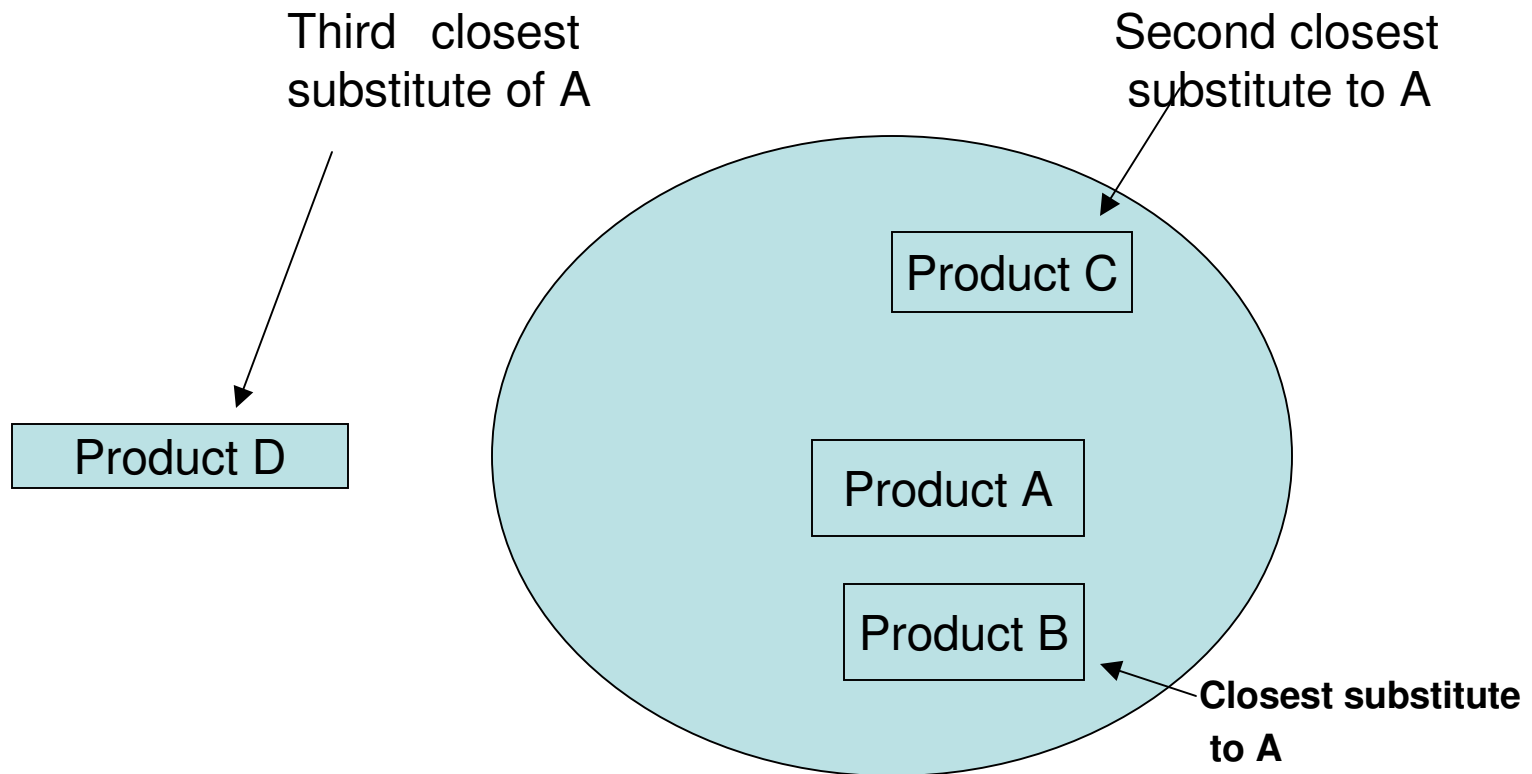 Third closest
substitute of A
Second closest
substitute to A
Product C
Product D
Product A
Product B
Closest substitute
to A